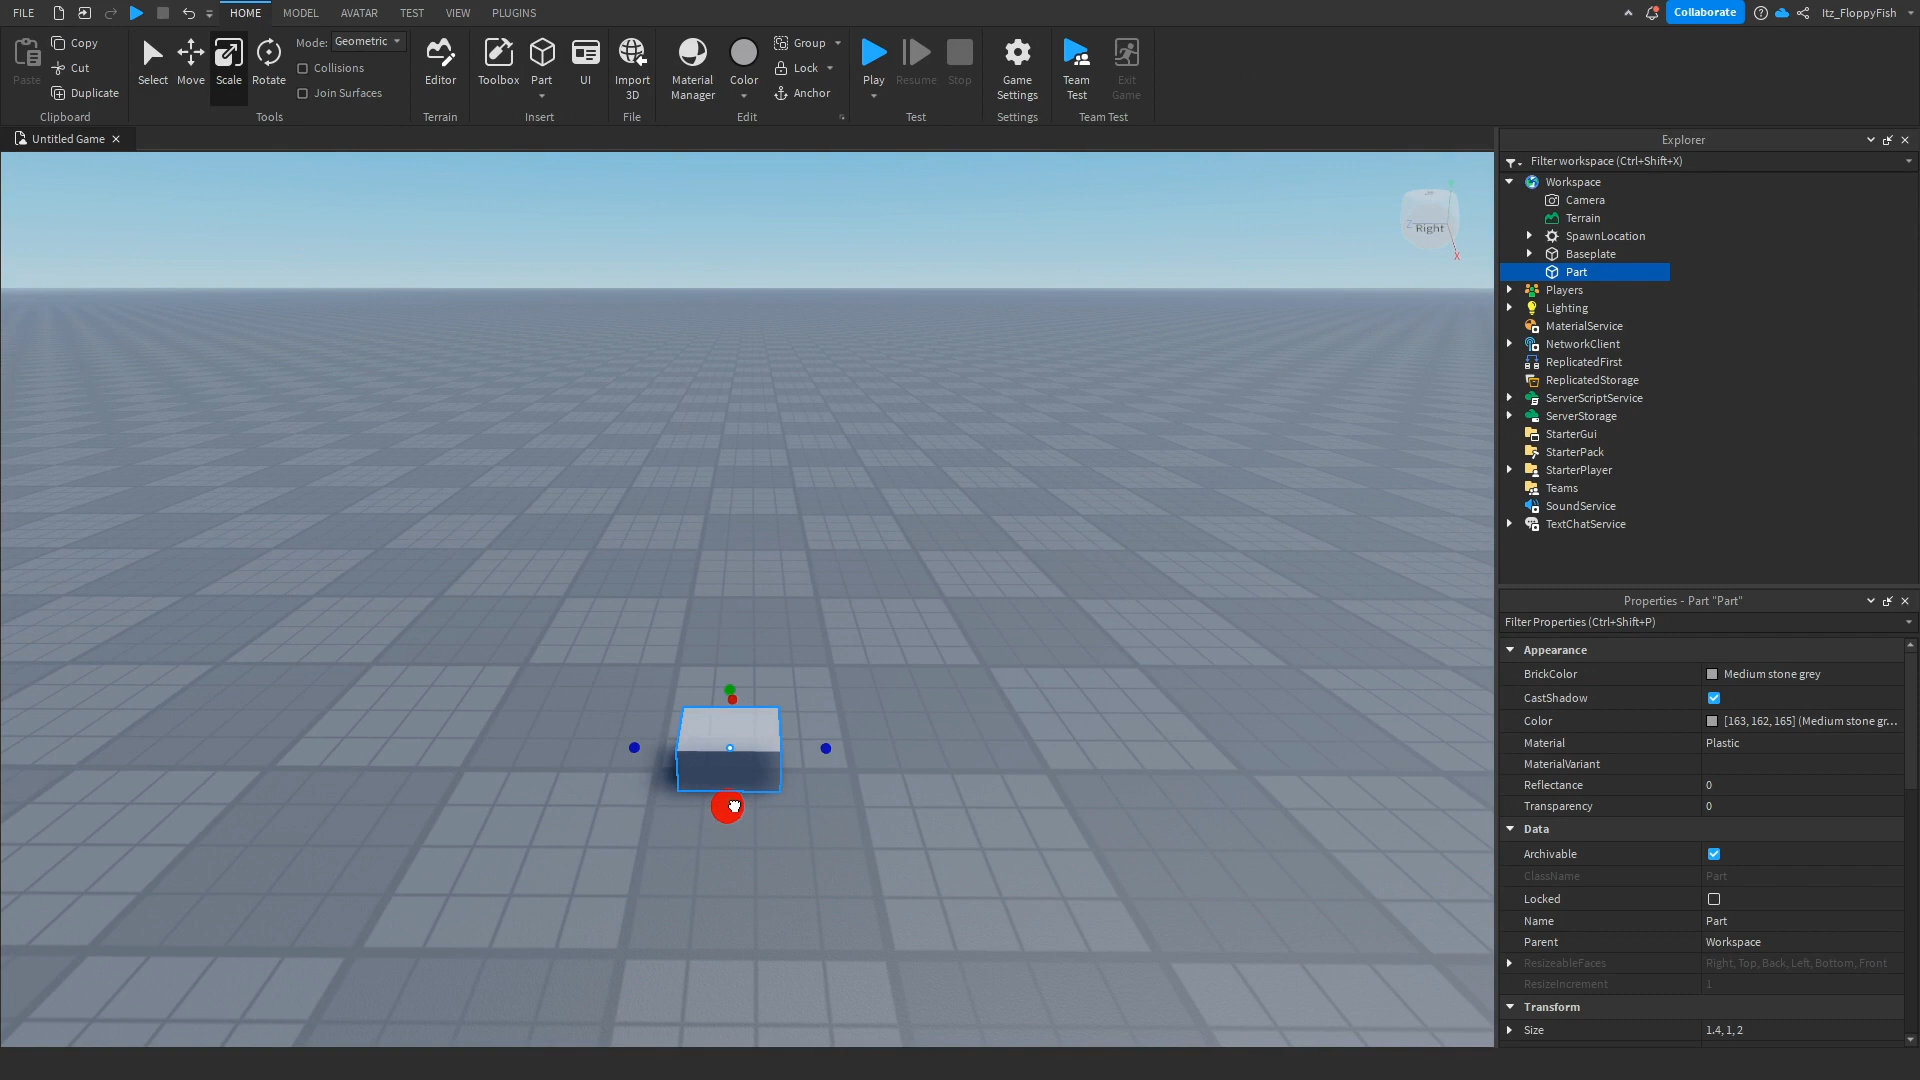 FILE HOME MODEL AVATAR TEST VIEW PLUGINS Collaborate Itz_FloppyFish
Paste Copy Cut Duplicate Clipboard
Select Move Scale Rotate Mode: Geometric Collisions Join Surfaces Tools
Editor Terrain
Toolbox Part UI Insert
Import 3D File
Material Manager Color Group Lock Anchor Edit
Play Resume Stop Test
Game Settings Settings
Team Test Exit Game Team Test
Untitled Game
Right
Z
X
Explorer
Filter workspace (Ctrl+Shift+X)
Workspace
Camera
Terrain
SpawnLocation
Baseplate
Part
Players
Lighting
MaterialService
NetworkClient
ReplicatedFirst
ReplicatedStorage
ServerScriptService
ServerStorage
StarterGui
StarterPack
StarterPlayer
Teams
SoundService
TextChatService
Properties - Part "Part"
Filter Properties (Ctrl+Shift+P)
Appearance
BrickColor Medium stone grey
CastShadow
Color [163, 162, 165] (Medium stone gr...
Material Plastic
MaterialVariant
Reflectance 0
Transparency 0
Data
Archivable
ClassName Part
Locked
Name Part
Parent Workspace
ResizeableFaces Right, Top, Back, Left, Bottom, Front
ResizeIncrement 1
Transform
Size 1.4, 1, 2